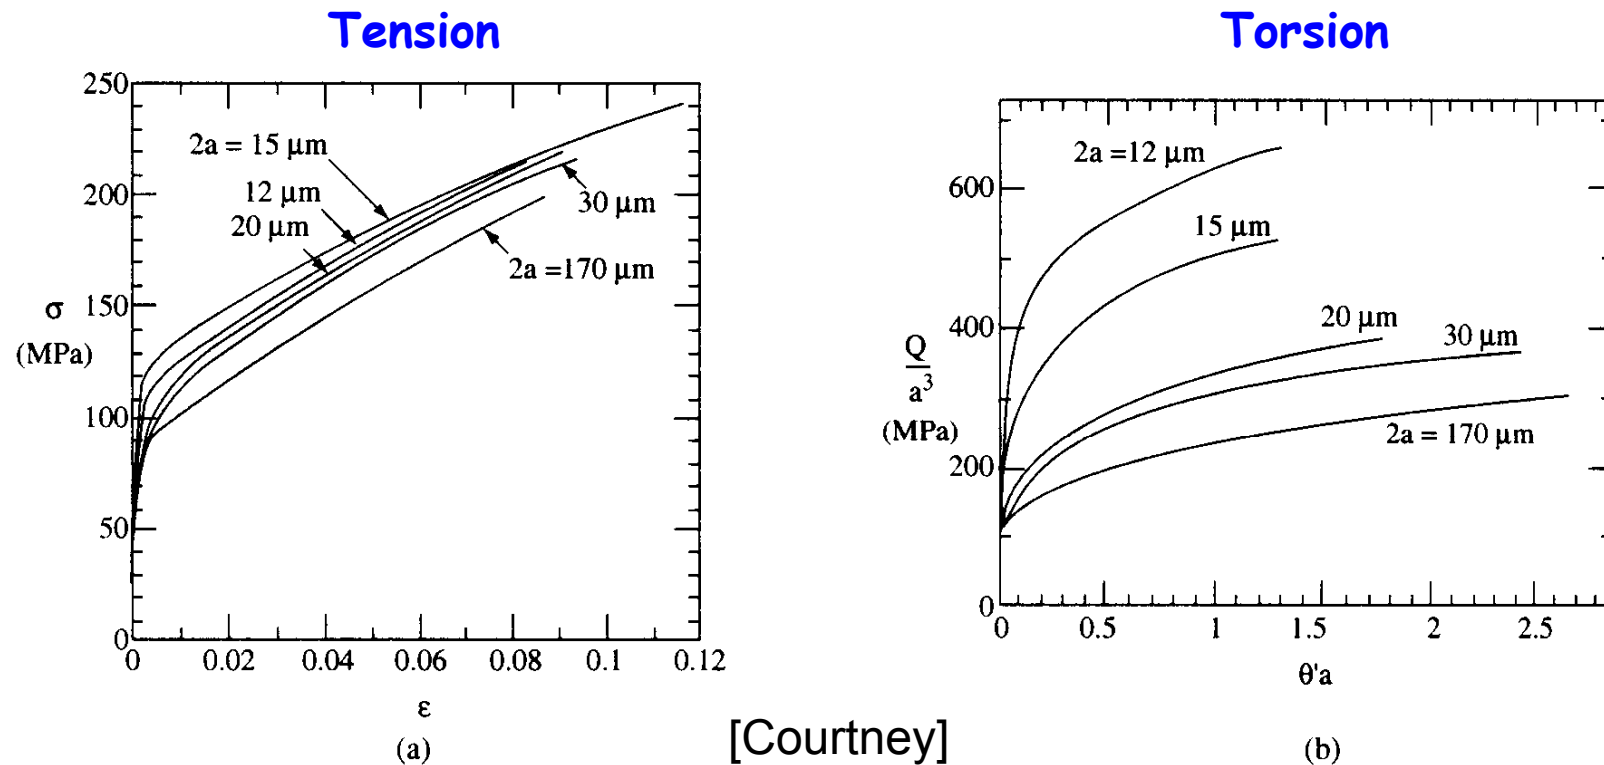 Tension
250
200
150
100
50
0
σ
(MPa)
2a = 15 μm
12 μm
20 μm
30 μm
2a =170 μm
0 0.02 0.04 0.06 0.08 0.1 0.12
ε
(a)
[Courtney]
Torsion
600
400
200
0
Q
a³
(MPa)
2a =12 μm
15 μm
20 μm
30 μm
2a = 170 μm
0 0.5 1 1.5 2 2.5
θ'a
(b)